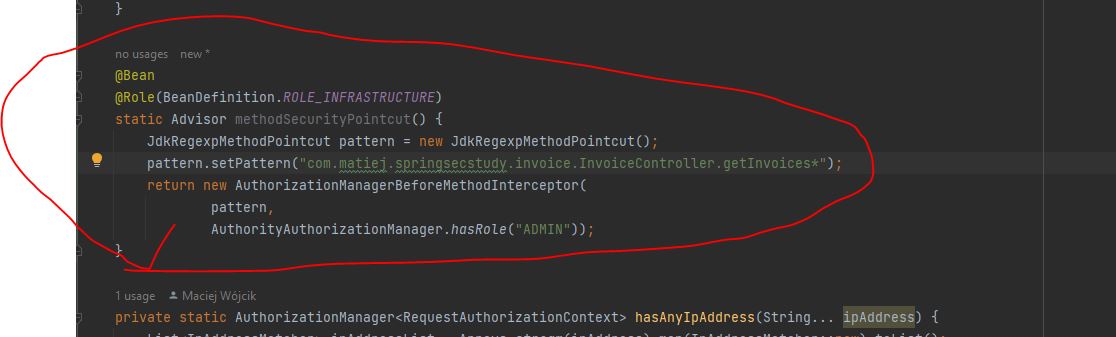 }
no usages new *
@Bean
@Role(BeanDefinition.ROLE_INFRASTRUCTURE)
static Advisor methodSecurityPointcut() {
JdkRegexpMethodPointcut pattern = new JdkRegexpMethodPointcut();
pattern.setPattern("com.matiej.springsecstudy.invoice.InvoiceController.getInvoices*");
return new AuthorizationManagerBeforeMethodInterceptor(
pattern,
AuthorityAuthorizationManager.hasRole("ADMIN"));
}
1 usage Maciej Wójcik
private static AuthorizationManager<RequestAuthorizationContext> hasAnyIpAddress(String... ipAddress) {